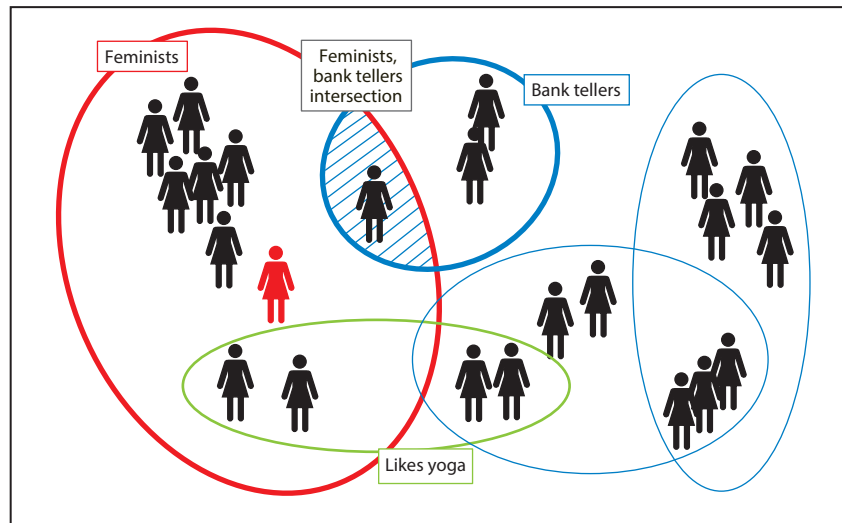 Feminists
Feminists,
bank tellers
intersection
Bank tellers
Likes yoga